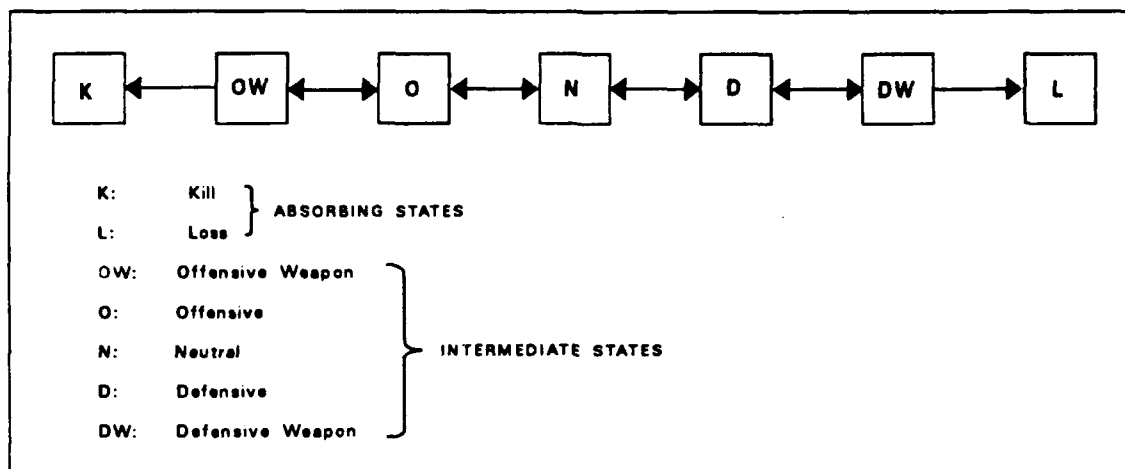 K OW O N D DW L
K: Kill
ABSORBING STATES
L: Loss
OW: Offensive Weapon
O: Offensive
N: Neutral
INTERMEDIATE STATES
D: Defensive
DW: Defensive Weapon